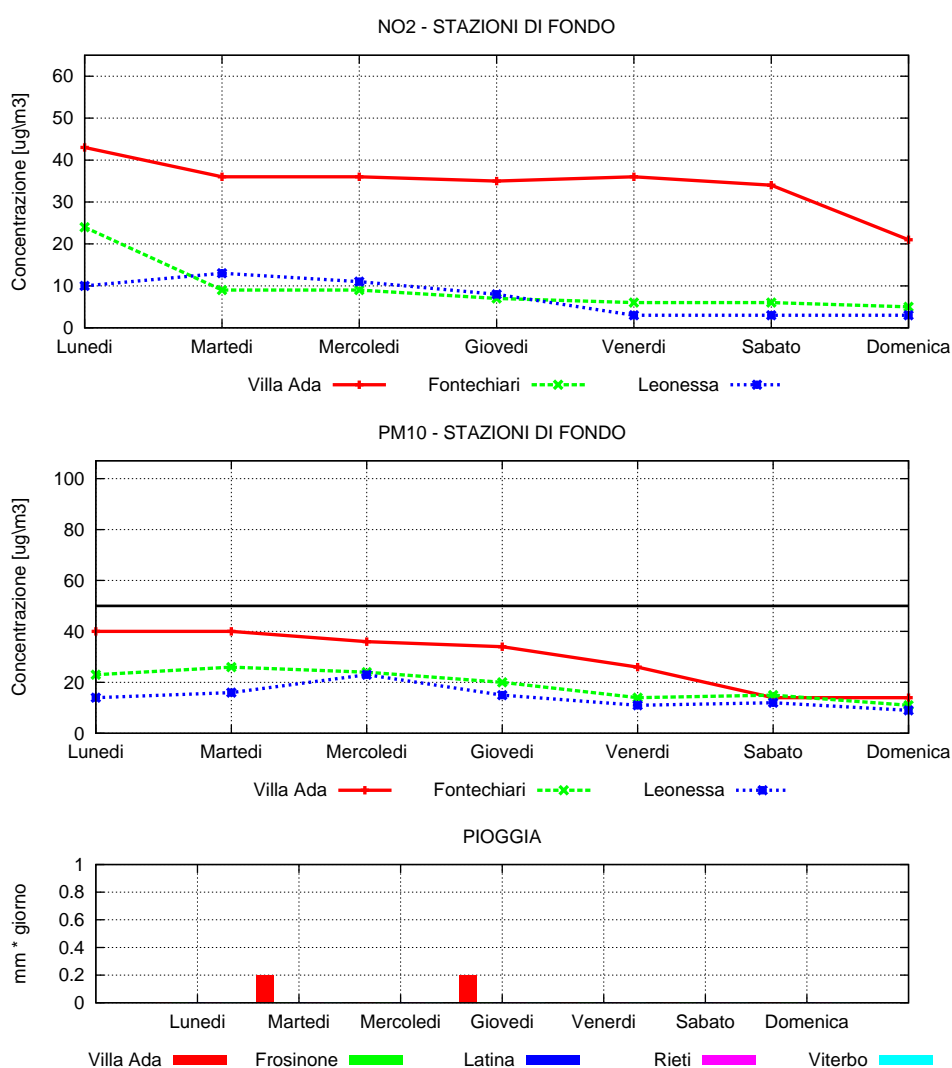 NO2 - STAZIONI DI FONDO
Concentrazione [ug\m3]
60
50
40
30
20
10
0
Lunedi Martedi Mercoledi Giovedi Venerdi Sabato Domenica
Villa Ada Fontechiari Leonessa
PM10 - STAZIONI DI FONDO
Concentrazione [ug\m3]
100
80
60
40
20
0
Lunedi Martedi Mercoledi Giovedi Venerdi Sabato Domenica
Villa Ada Fontechiari Leonessa
PIOGGIA
mm * giorno
1
0.8
0.6
0.4
0.2
0
Lunedi Martedi Mercoledi Giovedi Venerdi Sabato Domenica
Villa Ada Frosinone Latina Rieti Viterbo